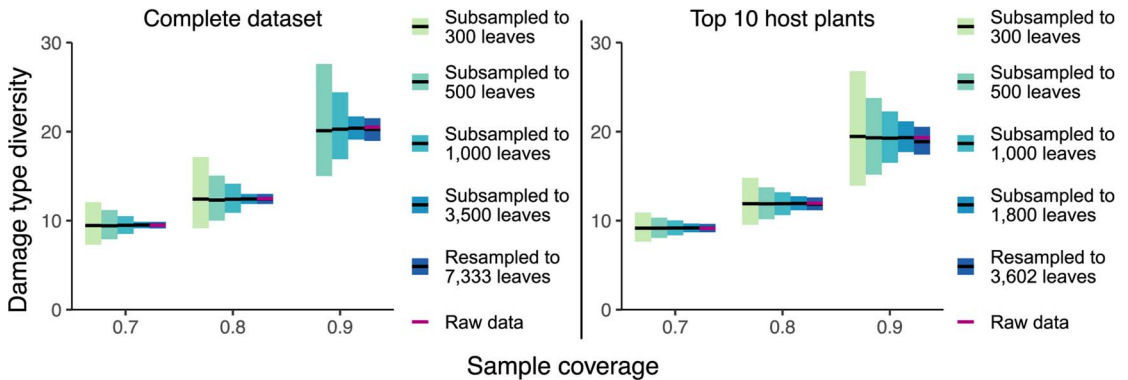 Complete dataset
Damage type diversity
30
20
10
0
0.7
0.8
0.9
Subsampled to
300 leaves
Subsampled to
500 leaves
Subsampled to
1,000 leaves
Subsampled to
3,500 leaves
Resampled to
7,333 leaves
Raw data
Top 10 host plants
30
20
10
0
0.7
0.8
0.9
Subsampled to
300 leaves
Subsampled to
500 leaves
Subsampled to
1,000 leaves
Subsampled to
1,800 leaves
Resampled to
3,602 leaves
Raw data
Sample coverage